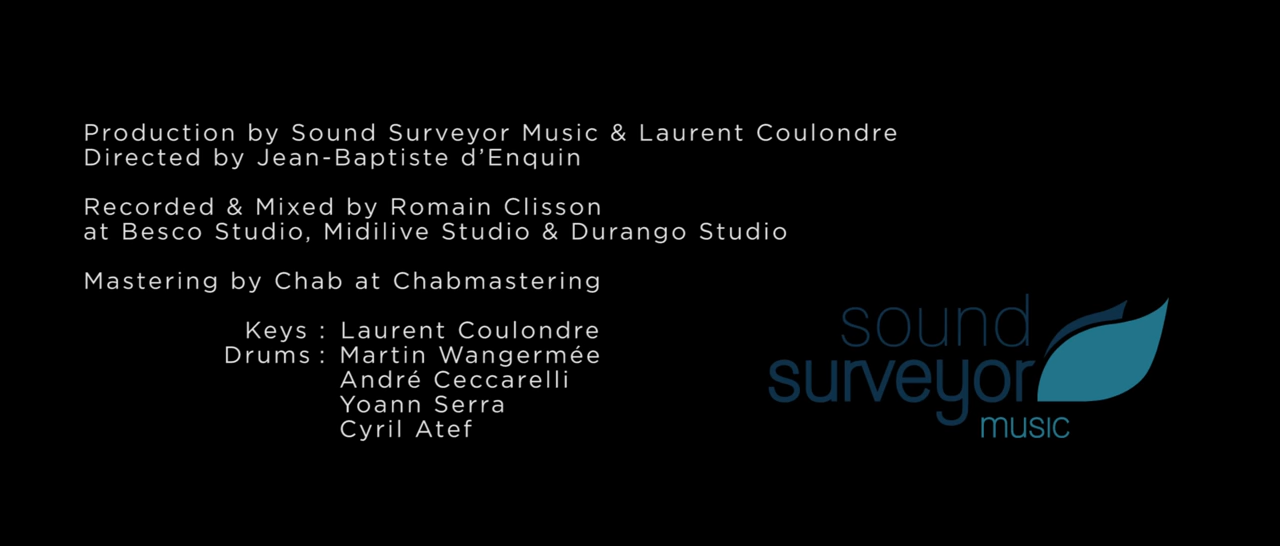 Production by Sound Surveyor Music & Laurent Coulondre
Directed by Jean-Baptiste d’Enquin
Recorded & Mixed by Romain Clisson
at Besco Studio, Midilive Studio & Durango Studio
Mastering by Chab at Chabmastering
Keys : Laurent Coulondre
Drums : Martin Wangermée
André Ceccarelli
Yoann Serra
Cyril Atef
sound
surveyor
music